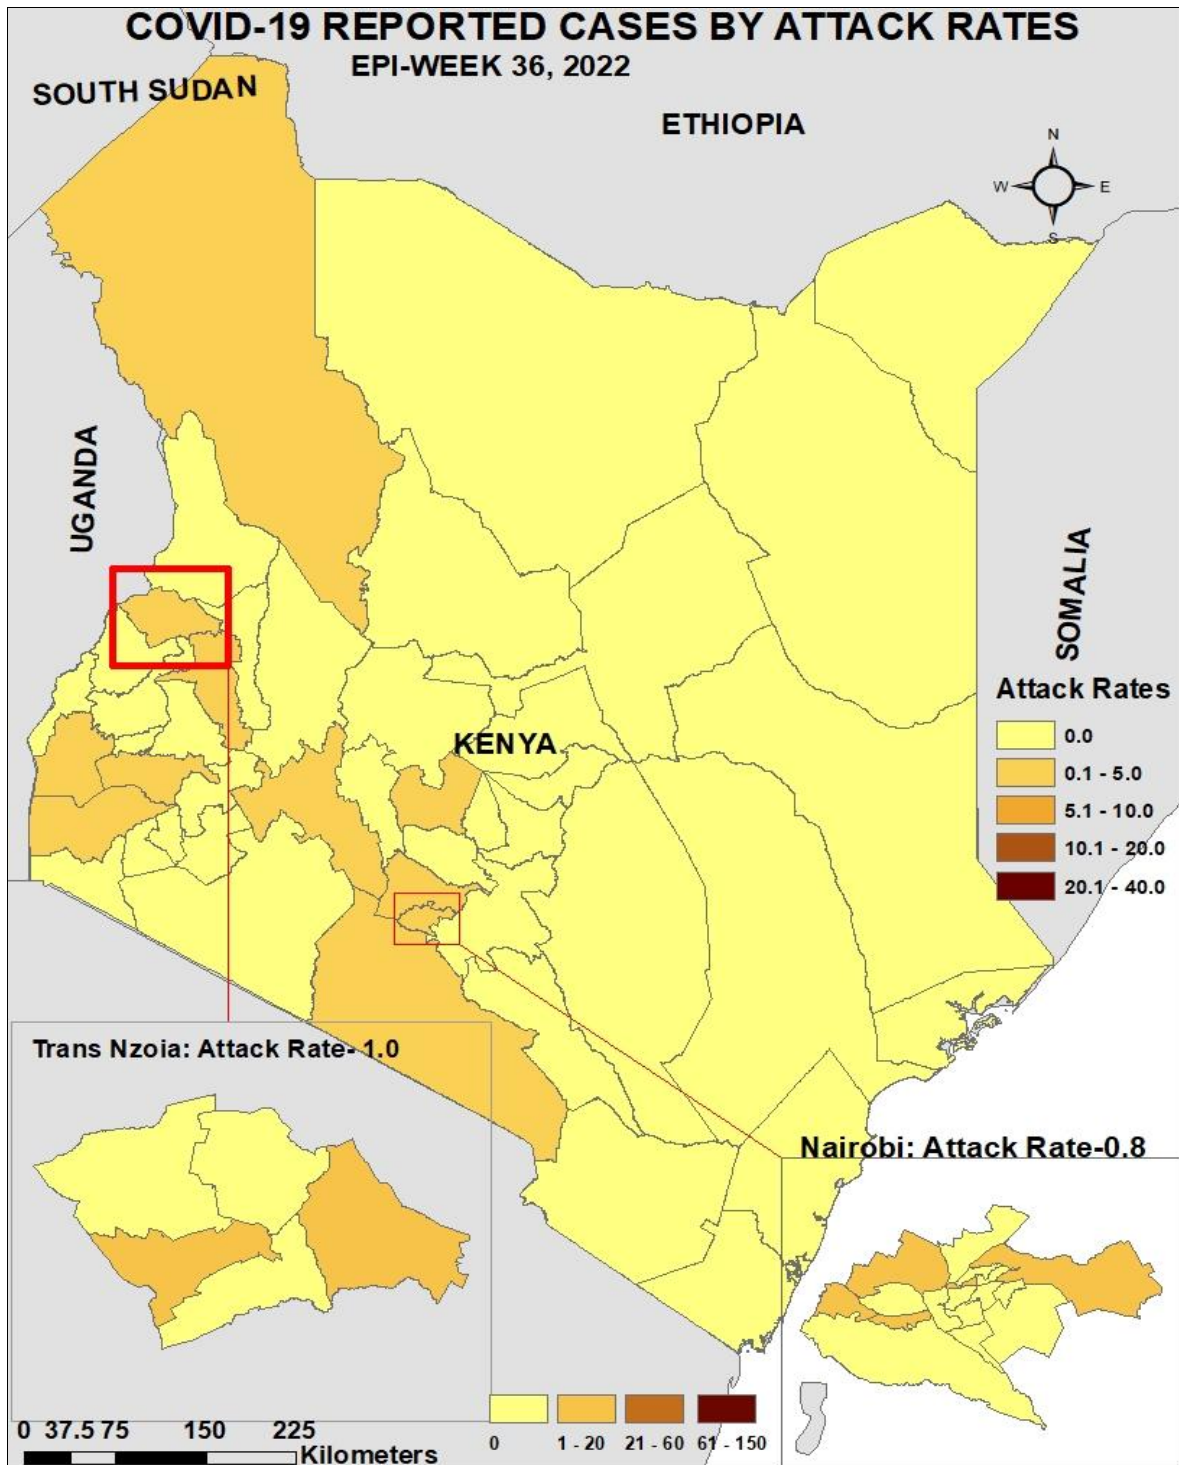 COVID-19 REPORTED CASES BY ATTACK RATES
EPI-WEEK 36, 2022
SOUTH SUDAN
ETHIOPIA
N
W E
S
UGANDA
SOMALIA
KENYA
Attack Rates
0.0
0.1 - 5.0
5.1 - 10.0
10.1 - 20.0
20.1 - 40.0
Trans Nzoia: Attack Rate- 1.0
Nairobi: Attack Rate-0.8
0 1 - 20 21 - 60 61 - 150
0 37.5 75 150 225
Kilometers